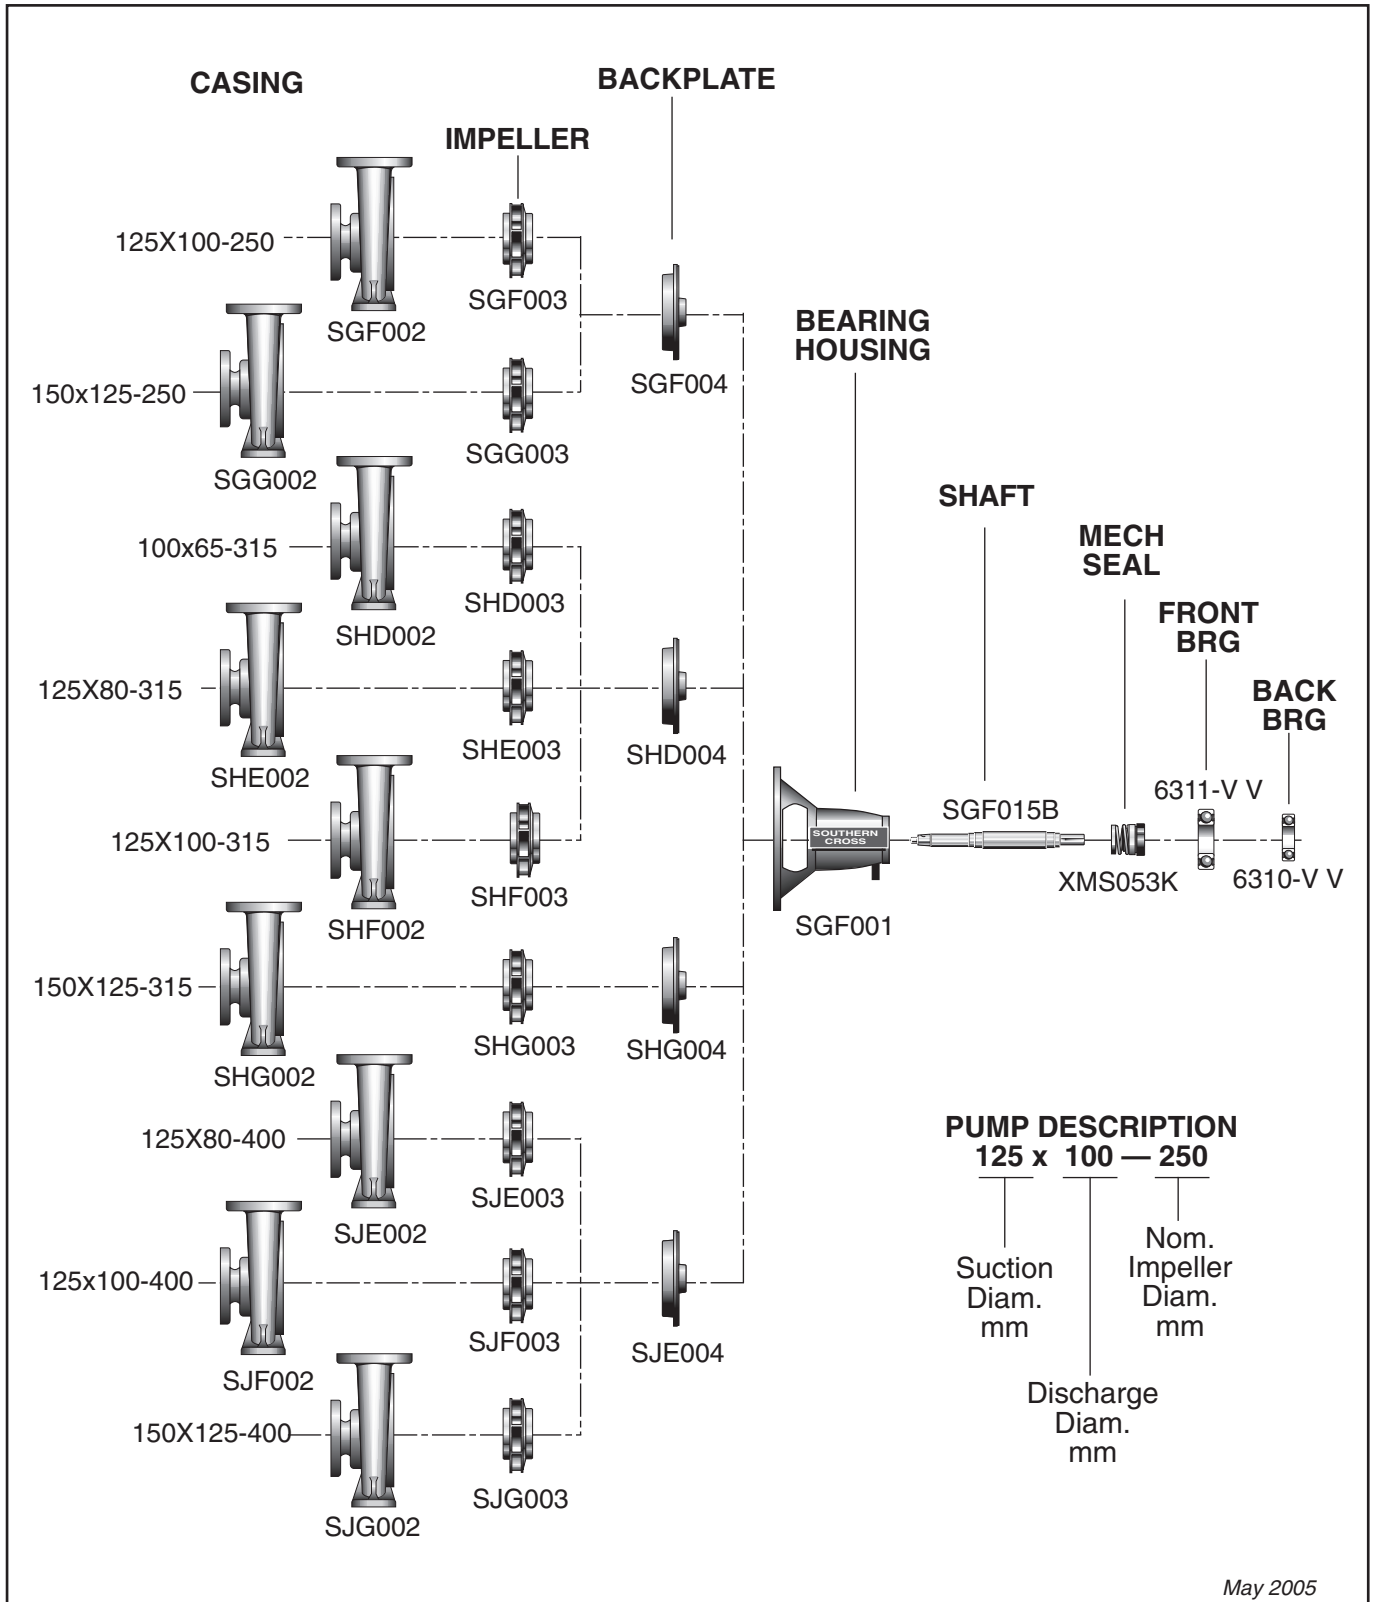 CASING
BACKPLATE
IMPELLER
125X100-250
SGF002
SGF003
SGF004
BEARING
HOUSING
150x125-250
SGG002
SGG003
SHAFT
MECH
SEAL
FRONT
BRG
BACK
BRG
100x65-315
SHD002
SHD003
125X80-315
SHE002
SHE003
SHD004
125X100-315
SHF002
SHF003
SOUTHERN
CROSS
SGF001
SGF015B
XMS053K
6311-V V
6310-V V
150X125-315
SHG002
SHG003
SHG004
125X80-400
SJE002
SJE003
125x100-400
SJF002
SJF003
SJE004
150X125-400
SJG002
SJG003
PUMP DESCRIPTION
125 x 100 — 250
Suction
Diam.
mm
Discharge
Diam.
mm
Nom.
Impeller
Diam.
mm
May 2005